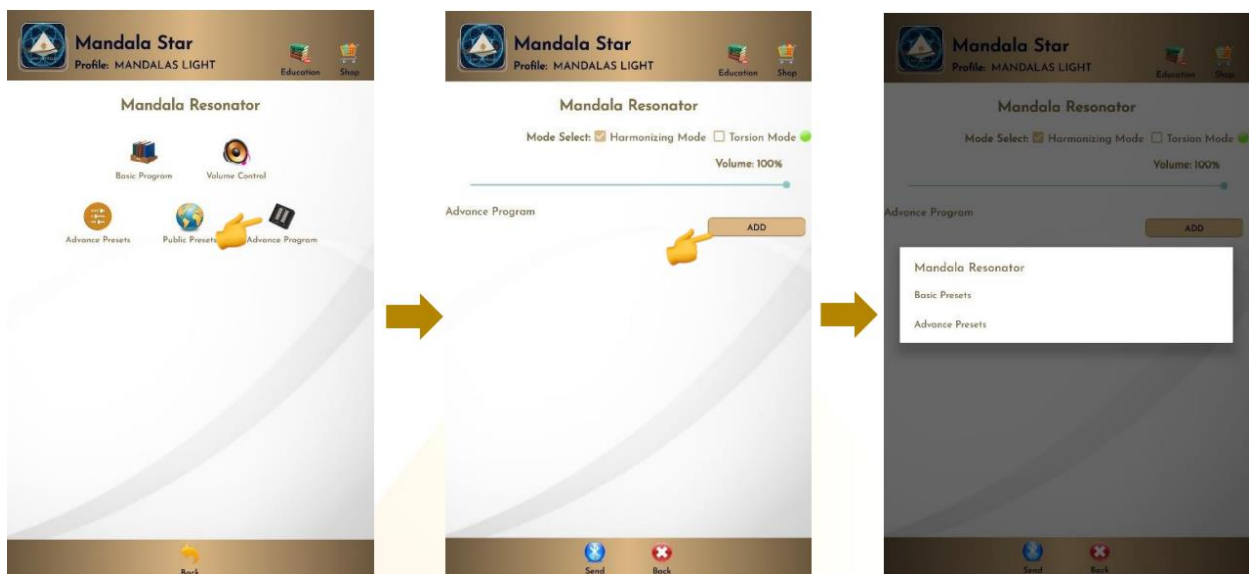 Mandala Star
Profile: MANDALAS LIGHT
Education
Shop
Mandala Resonator
Basic Program
Volume Control
Advance Presets
Public Presets
Advance Program
Back
Mandala Star
Profile: MANDALAS LIGHT
Education
Shop
Mandala Resonator
Mode Select: Harmonizing Mode Torsion Mode
Volume: 100%
Advance Program
ADD
Send
Back
Mandala Star
Profile: MANDALAS LIGHT
Education
Shop
Mandala Resonator
Mode Select: Harmonizing Mode Torsion Mode
Volume: 100%
Advance Program
ADD
Mandala Resonator
Basic Presets
Advance Presets
Send
Back